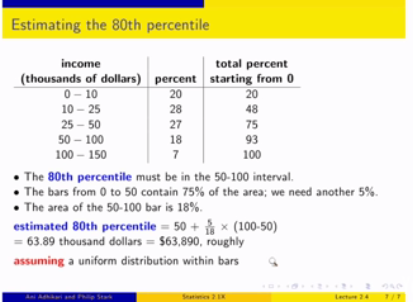 Estimating the 80th percentile
income total percent
(thousands of dollars) percent starting from 0
0 – 10 20 20
10 – 25 28 48
25 – 50 27 75
50 – 100 18 93
100 – 150 7 100
• The 80th percentile must be in the 50-100 interval.
• The bars from 0 to 50 contain 75% of the area; we need another 5%.
• The area of the 50-100 bar is 18%.
estimated 80th percentile = 50 + 5/18 × (100-50)
= 63.89 thousand dollars = $63,890, roughly
assuming a uniform distribution within bars
Ani Adhikari and Philip Stark Statistics 2.1X Lecture 2.4 7 / 7